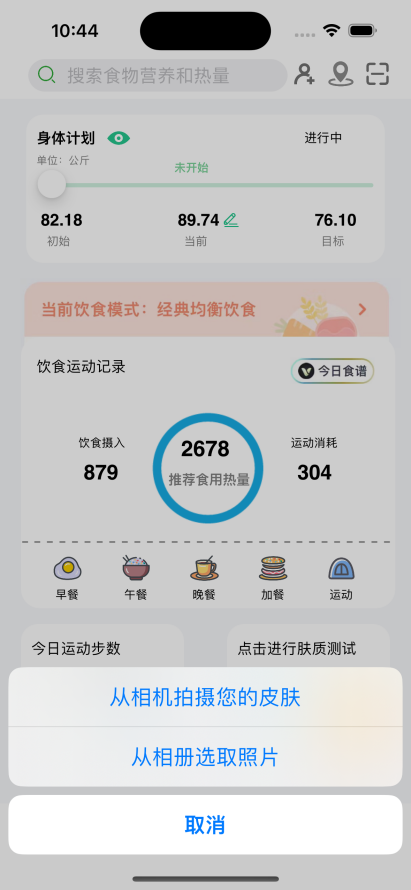 10:44
搜索食物营养和热量
身体计划
进行中
单位：公斤
未开始
82.18
89.74
76.10
初始
当前
目标
当前饮食模式：经典均衡饮食
饮食运动记录
今日食谱
饮食摄入
2678
运动消耗
879
推荐食用热量
304
早餐
午餐
晚餐
加餐
运动
今日运动步数
点击进行肤质测试
从相机拍摄您的皮肤
从相册选取照片
取消